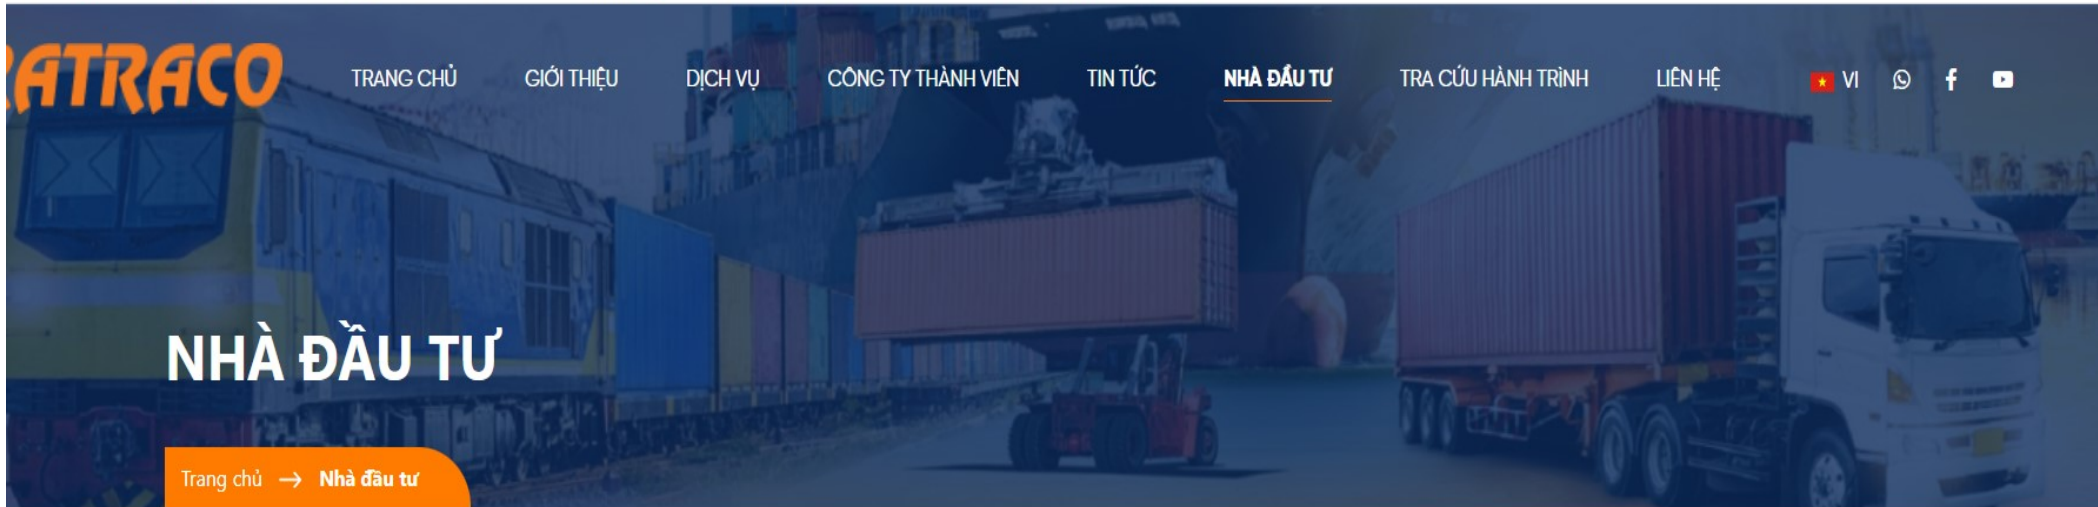 RATRACO
TRANG CHỦ GIỚI THIỆU DỊCH VỤ CÔNG TY THÀNH VIÊN TIN TỨC NHÀ ĐẦU TƯ TRA CỨU HÀNH TRÌNH LIÊN HỆ VI
NHÀ ĐẦU TƯ
Trang chủ → Nhà đầu tư